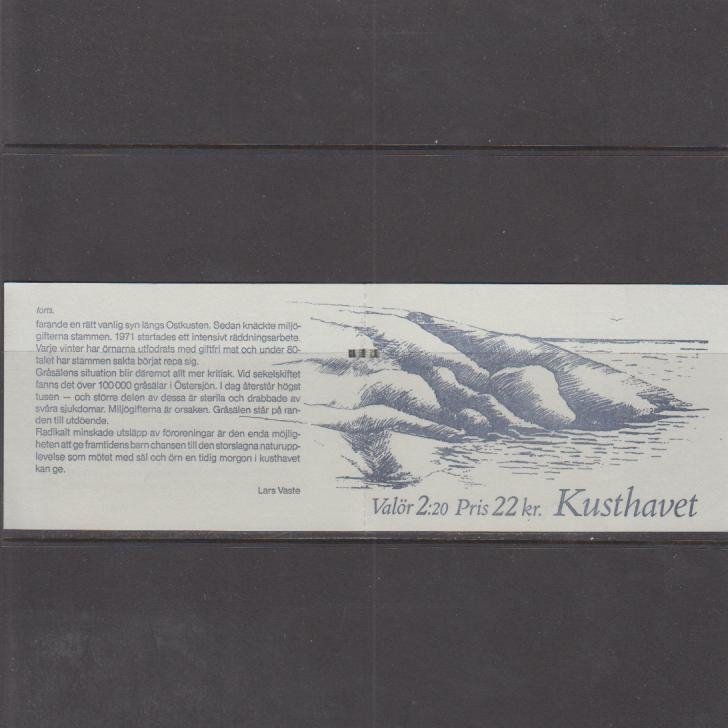 forts.
farande en rätt vanlig syn längs Ostkusten. Sedan knäckte miljö-
gifterna stammen. 1971 startades ett intensivt räddningsarbete.
Varje vinter har örnarna utfodrats med giftfri mat och under 80-
talet har stammen sakta börjat repa sig.
Gråsälens situation blir däremot allt mer kritisk. Vid sekelskiftet
fanns det över 100 000 gråsälar i Östersjön. I dag återstår högst
tusen — och större delen av dessa är sterila och drabbade av
svåra sjukdomar. Miljögifterna är orsaken. Gråsälen står på ran-
den till utdöende.
Radikalt minskade utsläpp av föroreningar är den enda möjlig-
heten att ge framtidens barn chansen till den storslagna naturupp-
levelse som mötet med säl och örn en tidig morgon i kusthavet
kan ge.
Lars Vaste
Valör 2:20 Pris 22 kr. Kusthavet